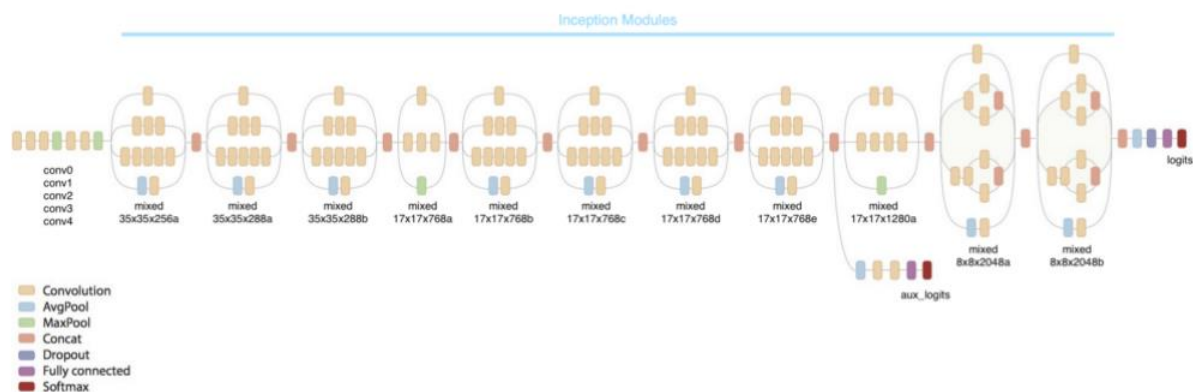 Inception Modules
conv0
conv1
conv2
conv3
conv4
mixed
35x35x256a
mixed
35x35x288a
mixed
35x35x288b
mixed
17x17x768a
mixed
17x17x768b
mixed
17x17x768c
mixed
17x17x768d
mixed
17x17x768e
mixed
17x17x1280a
mixed
8x8x2048a
mixed
8x8x2048b
logits
aux_logits
Convolution
AvgPool
MaxPool
Concat
Dropout
Fully connected
Softmax